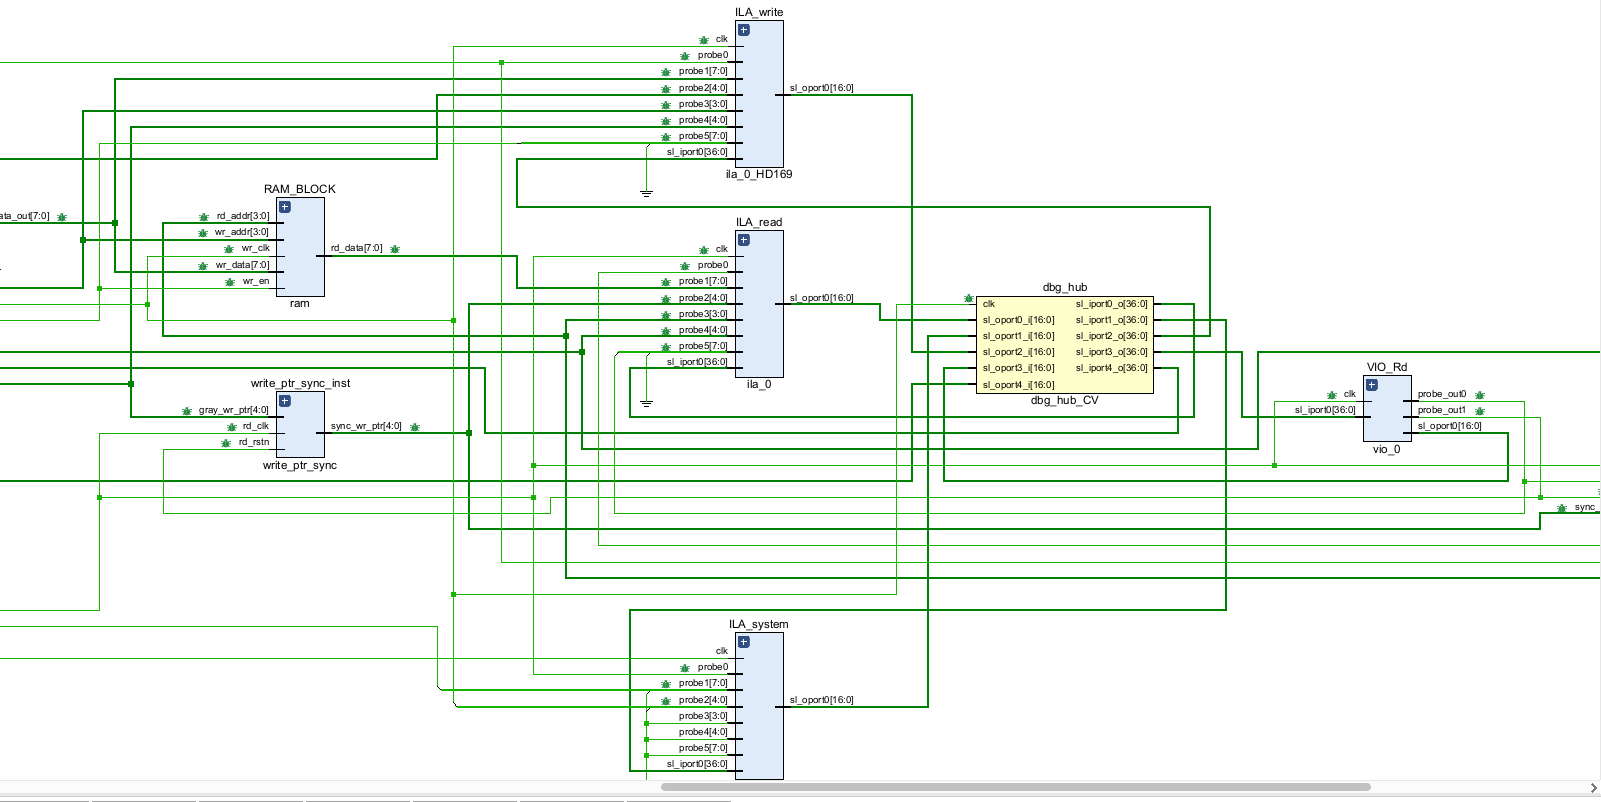 ILA_write
clk
probe0
probe1[7:0]
probe2[4:0]
probe3[3:0]
probe4[4:0]
probe5[7:0]
sl_iport0[36:0]
sl_oport0[16:0]
ila_0_HD169
RAM_BLOCK
ata_out[7:0]
rd_addr[3:0]
wr_addr[3:0]
wr_clk
wr_data[7:0]
wr_en
rd_data[7:0]
ram
ILA_read
clk
probe0
probe1[7:0]
probe2[4:0]
probe3[3:0]
probe4[4:0]
probe5[7:0]
sl_iport0[36:0]
sl_oport0[16:0]
ila_0
dbg_hub
clk
sl_oport0_i[16:0]
sl_oport1_i[16:0]
sl_oport2_i[16:0]
sl_oport3_i[16:0]
sl_oport4_i[16:0]
sl_iport0_o[36:0]
sl_iport1_o[36:0]
sl_iport2_o[36:0]
sl_iport3_o[36:0]
sl_iport4_o[36:0]
dbg_hub_CV
VIO_Rd
clk
sl_iport0[36:0]
probe_out0
probe_out1
sl_oport0[16:0]
vio_0
write_ptr_sync_inst
gray_wr_ptr[4:0]
rd_clk
rd_rstn
sync_wr_ptr[4:0]
write_ptr_sync
sync_
ILA_system
clk
probe0
probe1[7:0]
probe2[4:0]
probe3[3:0]
probe4[4:0]
probe5[7:0]
sl_iport0[36:0]
sl_oport0[16:0]